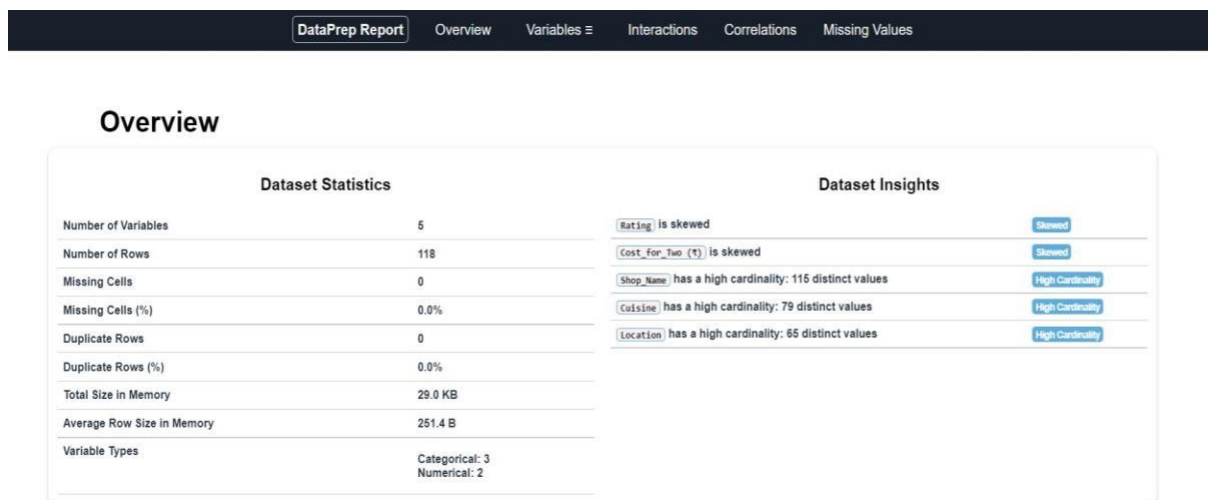 DataPrep Report Overview Variables ≡ Interactions Correlations Missing Values
Overview
Dataset Statistics
Number of Variables 5
Number of Rows 118
Missing Cells 0
Missing Cells (%) 0.0%
Duplicate Rows 0
Duplicate Rows (%) 0.0%
Total Size in Memory 29.0 KB
Average Row Size in Memory 251.4 B
Variable Types Categorical: 3
Numerical: 2
Dataset Insights
Rating is skewed Skewed
Cost_for_Two (₹) is skewed Skewed
Shop_Name has a high cardinality: 115 distinct values High Cardinality
Cuisine has a high cardinality: 79 distinct values High Cardinality
Location has a high cardinality: 65 distinct values High Cardinality